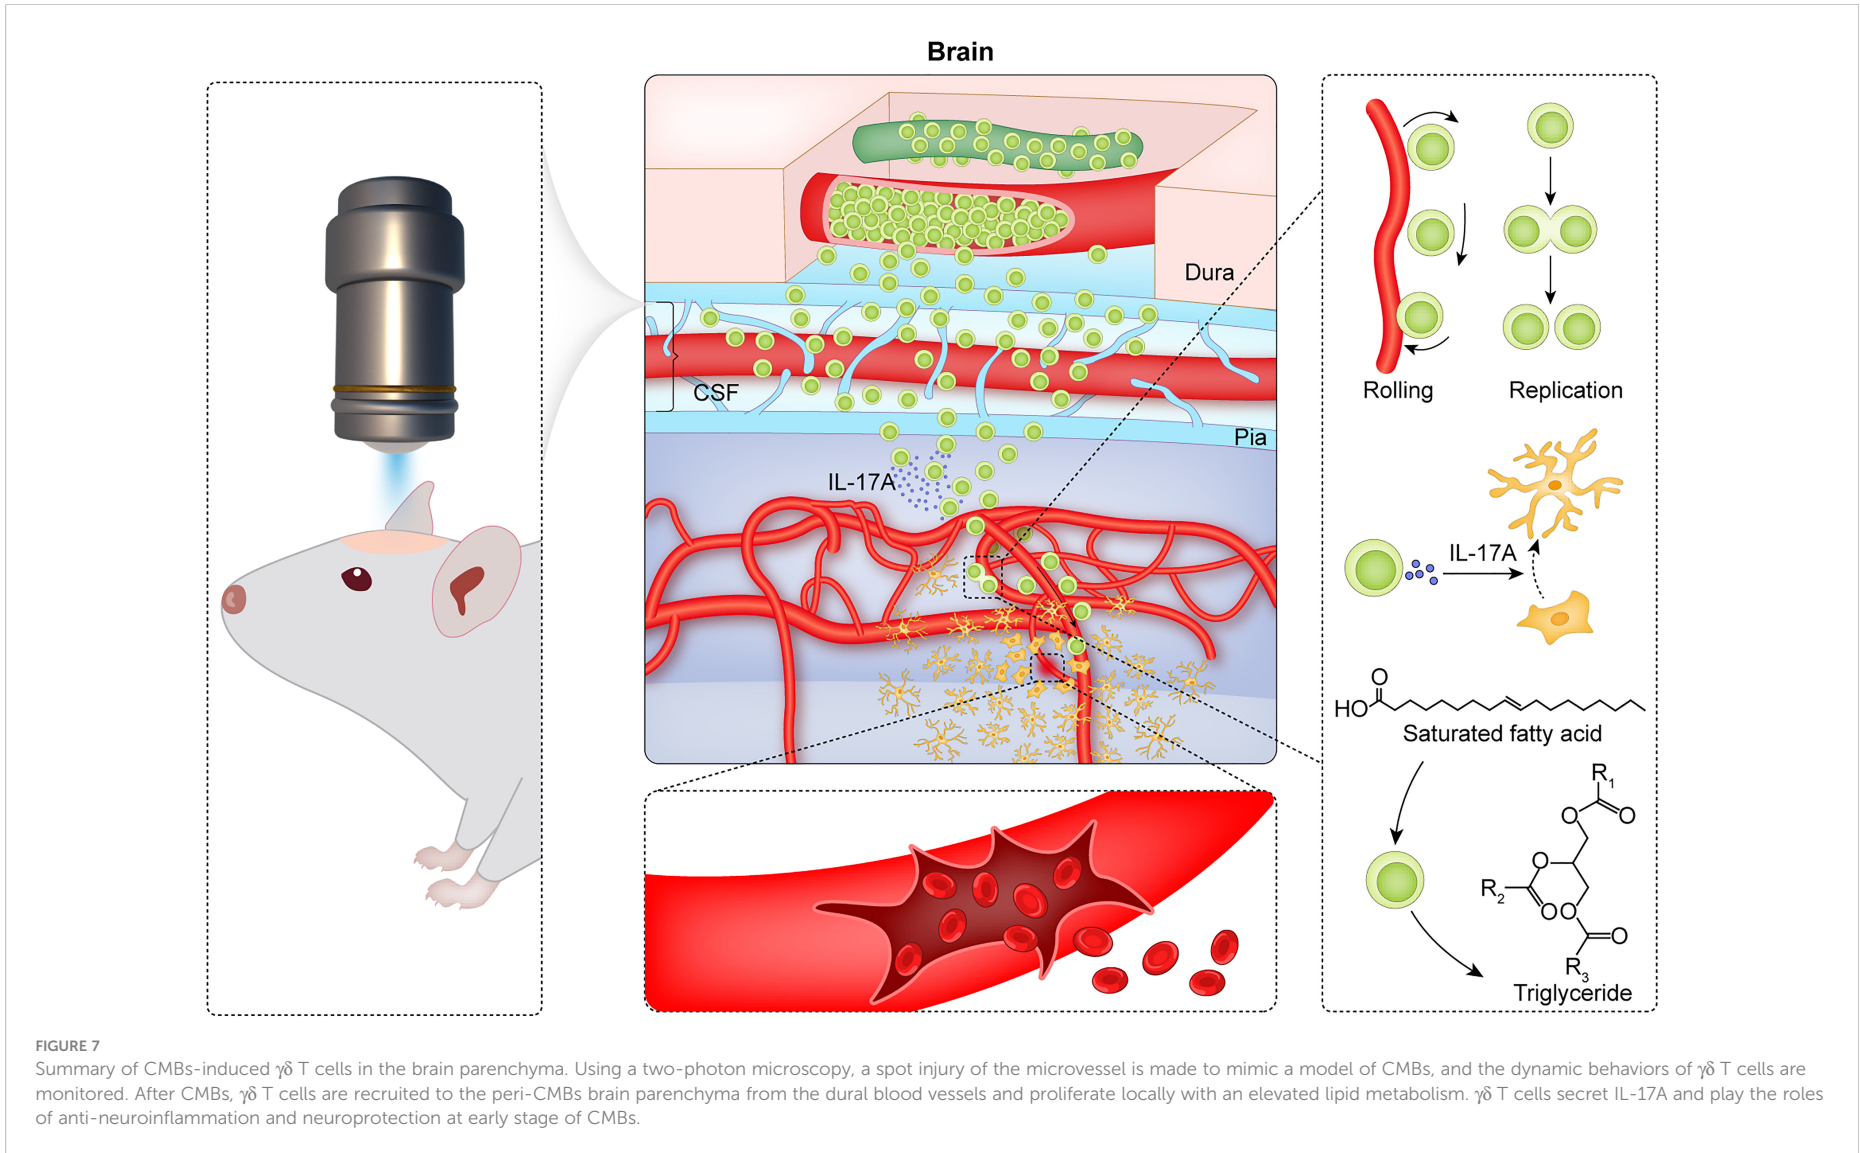 Brain
Dura
CSF
Pia
IL-17A
Rolling
Replication
IL-17A
O
HO
Saturated fatty acid
R1
O
O
O
R2
O
O
O
R3
Triglyceride
FIGURE 7
Summary of CMBs-induced γδ T cells in the brain parenchyma. Using a two-photon microscopy, a spot injury of the microvessel is made to mimic a model of CMBs, and the dynamic behaviors of γδ T cells are
monitored. After CMBs, γδ T cells are recruited to the peri-CMBs brain parenchyma from the dural blood vessels and proliferate locally with an elevated lipid metabolism. γδ T cells secret IL-17A and play the roles
of anti-neuroinflammation and neuroprotection at early stage of CMBs.